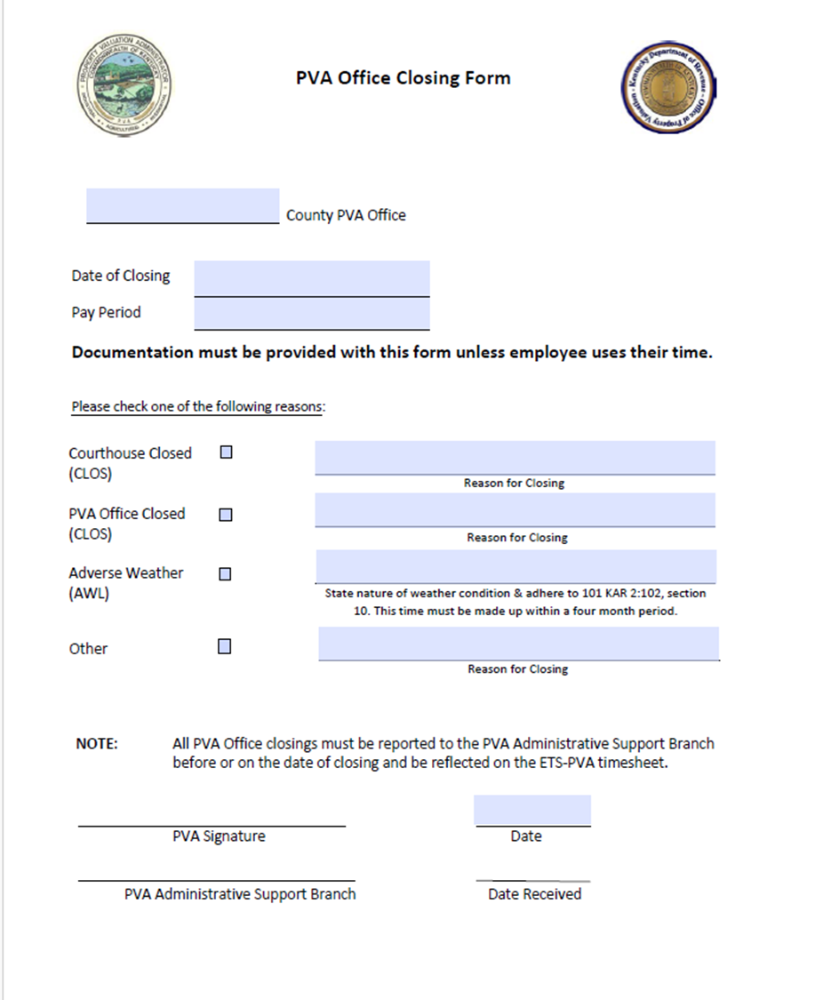 PROPERTY VALUATION ADMINISTRATOR
COMMONWEALTH OF KENTUCKY
PVA
AGRICULTURAL
Kentucky Department of Revenue - Office of Property Valuation
COMMONWEALTH OF KENTUCKY
PVA Office Closing Form
County PVA Office
Date of Closing
Pay Period
Documentation must be provided with this form unless employee uses their time.
Please check one of the following reasons:
Courthouse Closed
(CLOS)
Reason for Closing
PVA Office Closed
(CLOS)
Reason for Closing
Adverse Weather
(AWL)
State nature of weather condition & adhere to 101 KAR 2:102, section
10. This time must be made up within a four month period.
Other
Reason for Closing
NOTE: All PVA Office closings must be reported to the PVA Administrative Support Branch
before or on the date of closing and be reflected on the ETS-PVA timesheet.
PVA Signature Date
PVA Administrative Support Branch Date Received